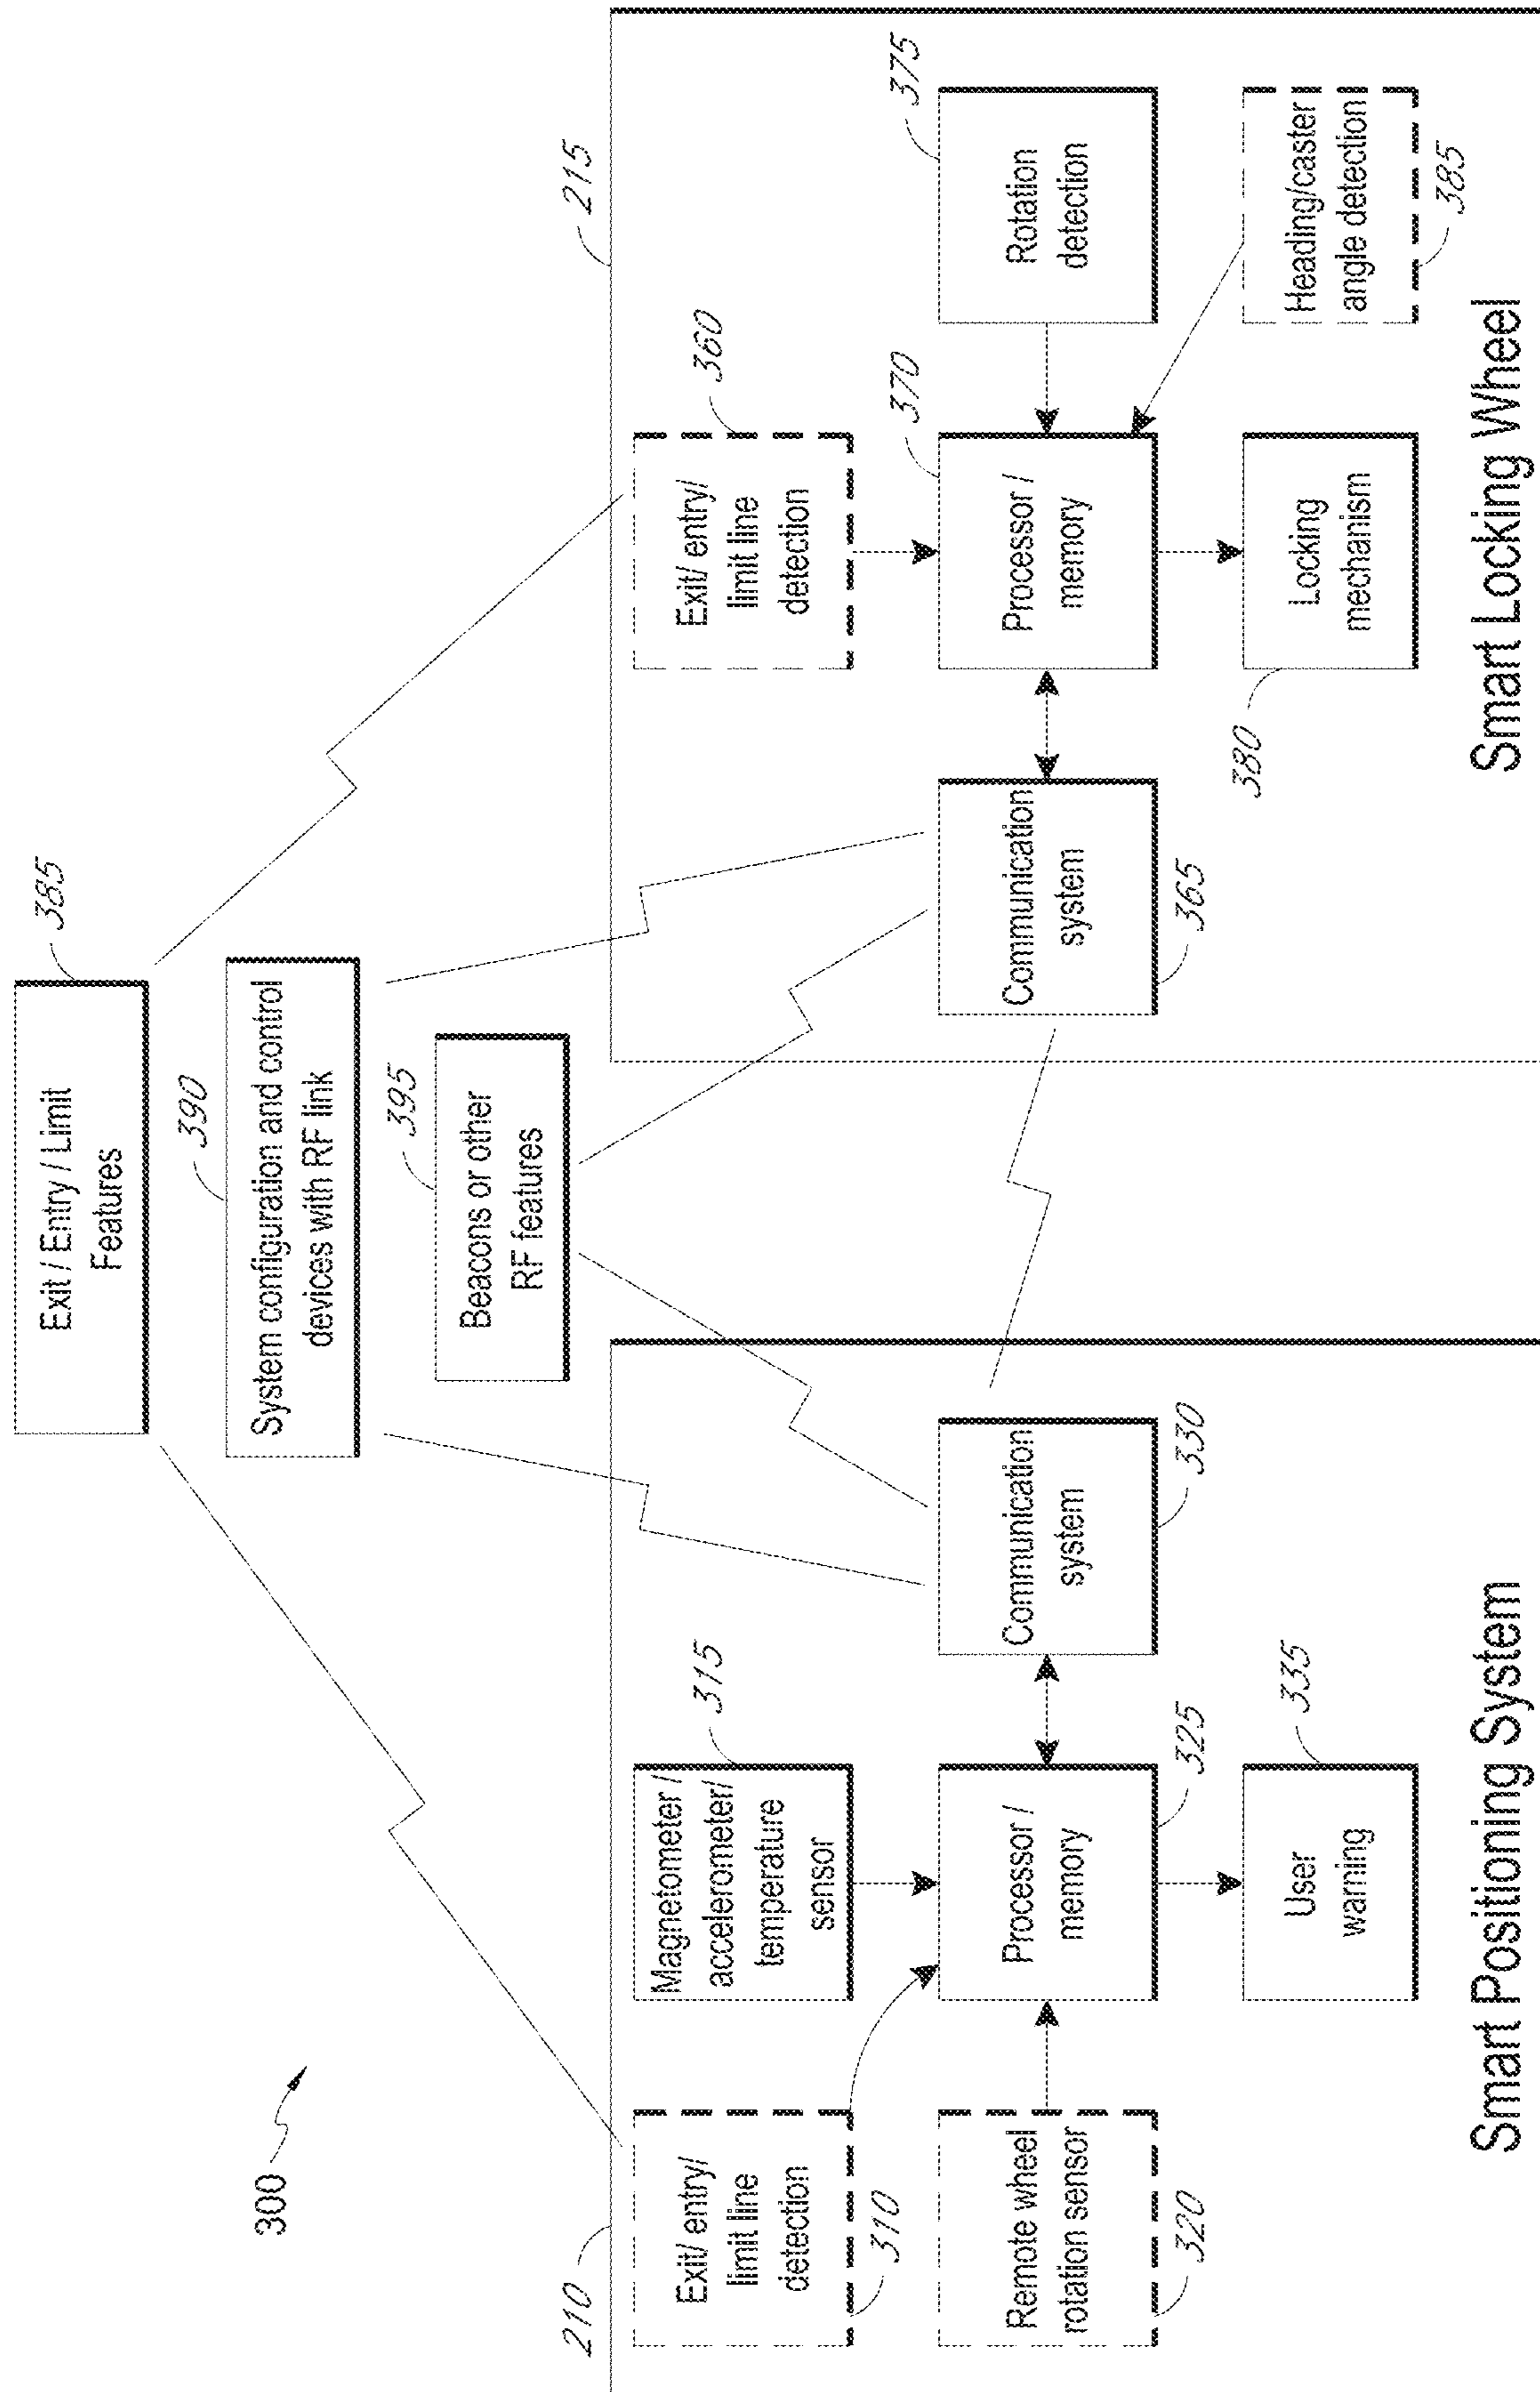 300
Exit / Entry / Limit
Features
385
390
System configuration and control
devices with RF link
395
Beacons or other
RF features
210
Exit/ entry/
limit line
detection
310
Magnetometer /
accelerometer/
temperature
sensor
315
Remote wheel
rotation sensor
320
Processor /
memory
325
Communication
system
330
User
warning
335
Smart Positioning System
215
Exit/ entry/
limit line
detection
360
Communication
system
365
Processor /
memory
370
Rotation
detection
375
Locking
mechanism
380
Heading/caster
angle detection
385
Smart Locking Wheel